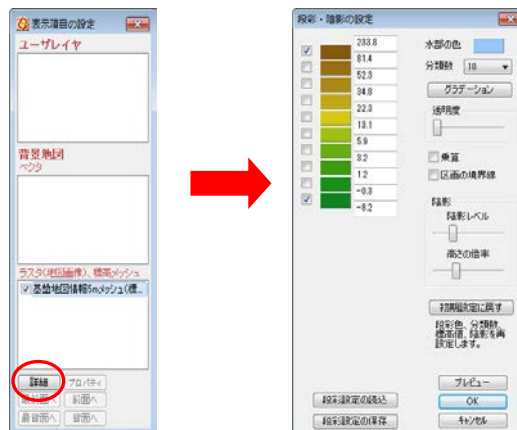 表示項目の設定
ユーザレイヤ
背景地図
ベクタ
ラスタ(地図画像)、標高メッシュ
基盤地図情報5mメッシュ(標...
詳細 プロパティ
最前面へ 前面へ
最背面へ 背面へ
段彩・陰影の設定
233.8
81.4
52.3
34.9
22.3
13.1
5.9
3.2
1.2
-0.3
-8.2
水部の色
分類数 10
グラデーション
透明度
乗算
区画の境界線
陰影
陰影レベル
高さの倍率
初期設定に戻す
段彩色、分類数、
標高値、陰影を再
設定します。
プレビュー
段彩設定の読込 OK
段彩設定の保存 キャンセル